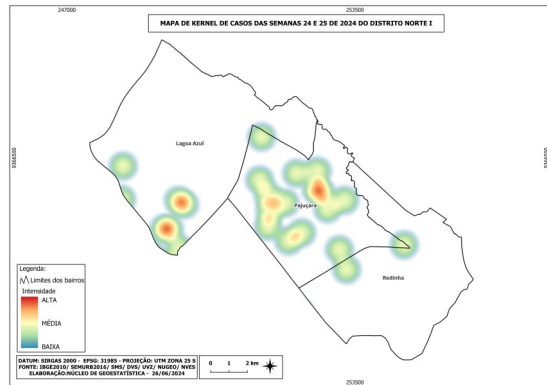 247000
253500
MAPA DE KERNEL DE CASOS DAS SEMANAS 24 E 25 DE 2024 DO DISTRITO NORTE I
9366500
9366500
Lagoa Azul
Pajuçara
Redinha
Legenda:
Limites dos bairros
Intensidade
ALTA
MÉDIA
BAIXA
DATUM: SIRGAS 2000 - EPSG: 31985 - PROJEÇÃO: UTM ZONA 25 S
FONTE: IBGE2010/ SEMURB2016/ SMS/ DVS/ UVZ/ NUGEO/ NVES
ELABORAÇÃO:NÚCLEO DE GEOESTATÍSTICA - 26/06/2024
0 1 2 km
253500